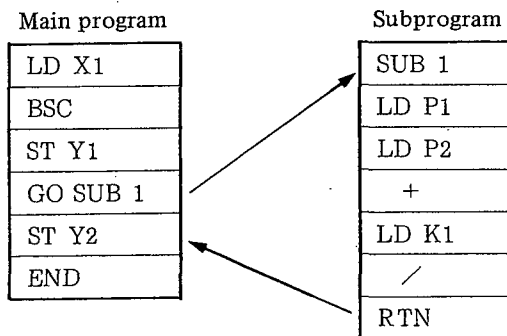 Main program
LD X1
BSC
ST Y1
GO SUB 1
ST Y2
END
Subprogram
SUB 1
LD P1
LD P2
+
LD K1
/
RTN